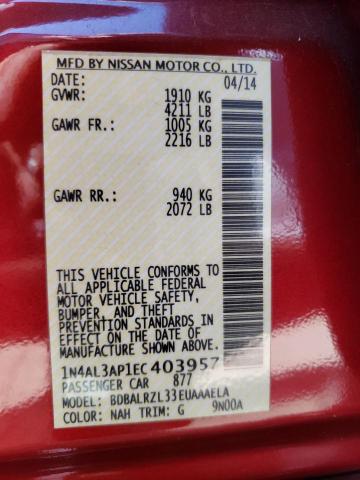 MFD BY NISSAN MOTOR CO., LTD.
DATE: 04/14
GVWR: 1910 KG
4211 LB
GAWR FR.: 1005 KG
2216 LB
GAWR RR.: 940 KG
2072 LB
THIS VEHICLE CONFORMS TO
ALL APPLICABLE FEDERAL
MOTOR VEHICLE SAFETY,
BUMPER, AND THEFT
PREVENTION STANDARDS IN
EFFECT ON THE DATE OF
MANUFACTURE SHOWN ABOVE.
1N4AL3AP1EC403957
PASSENGER CAR 877
MODEL: BDBALRZL33EUAAAELA
COLOR: NAH TRIM: G 9N00A